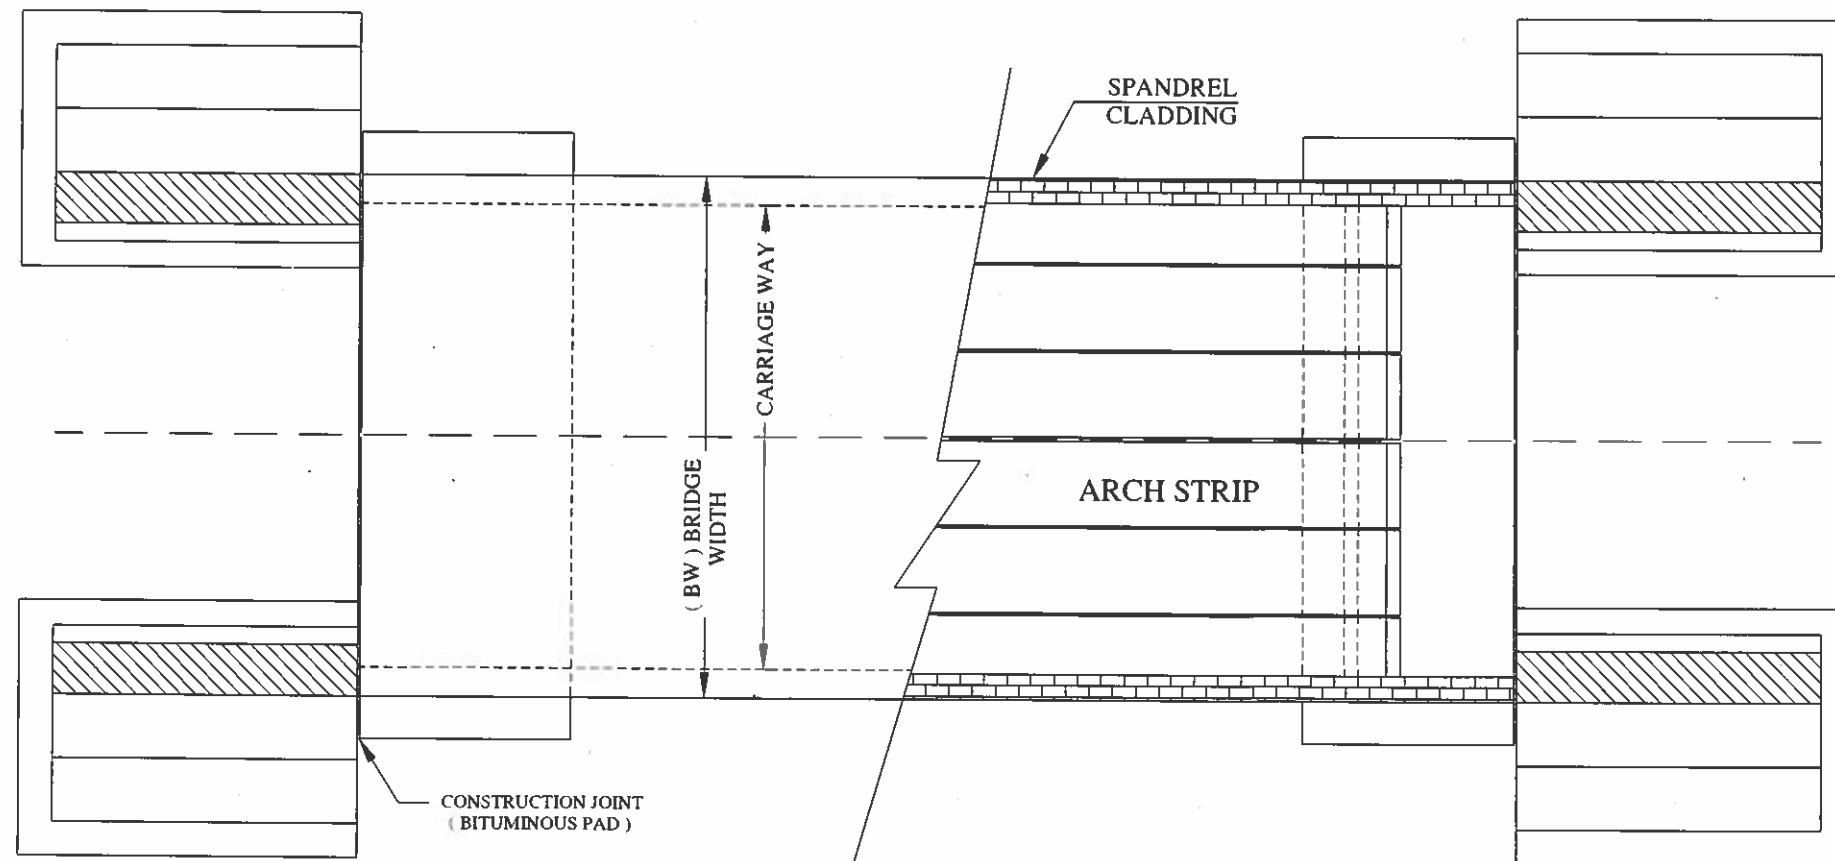 SPANDREL
CLADDING
CARRIAGE WAY
( BW ) BRIDGE
WIDTH
ARCH STRIP
CONSTRUCTION JOINT
( BITUMINOUS PAD )